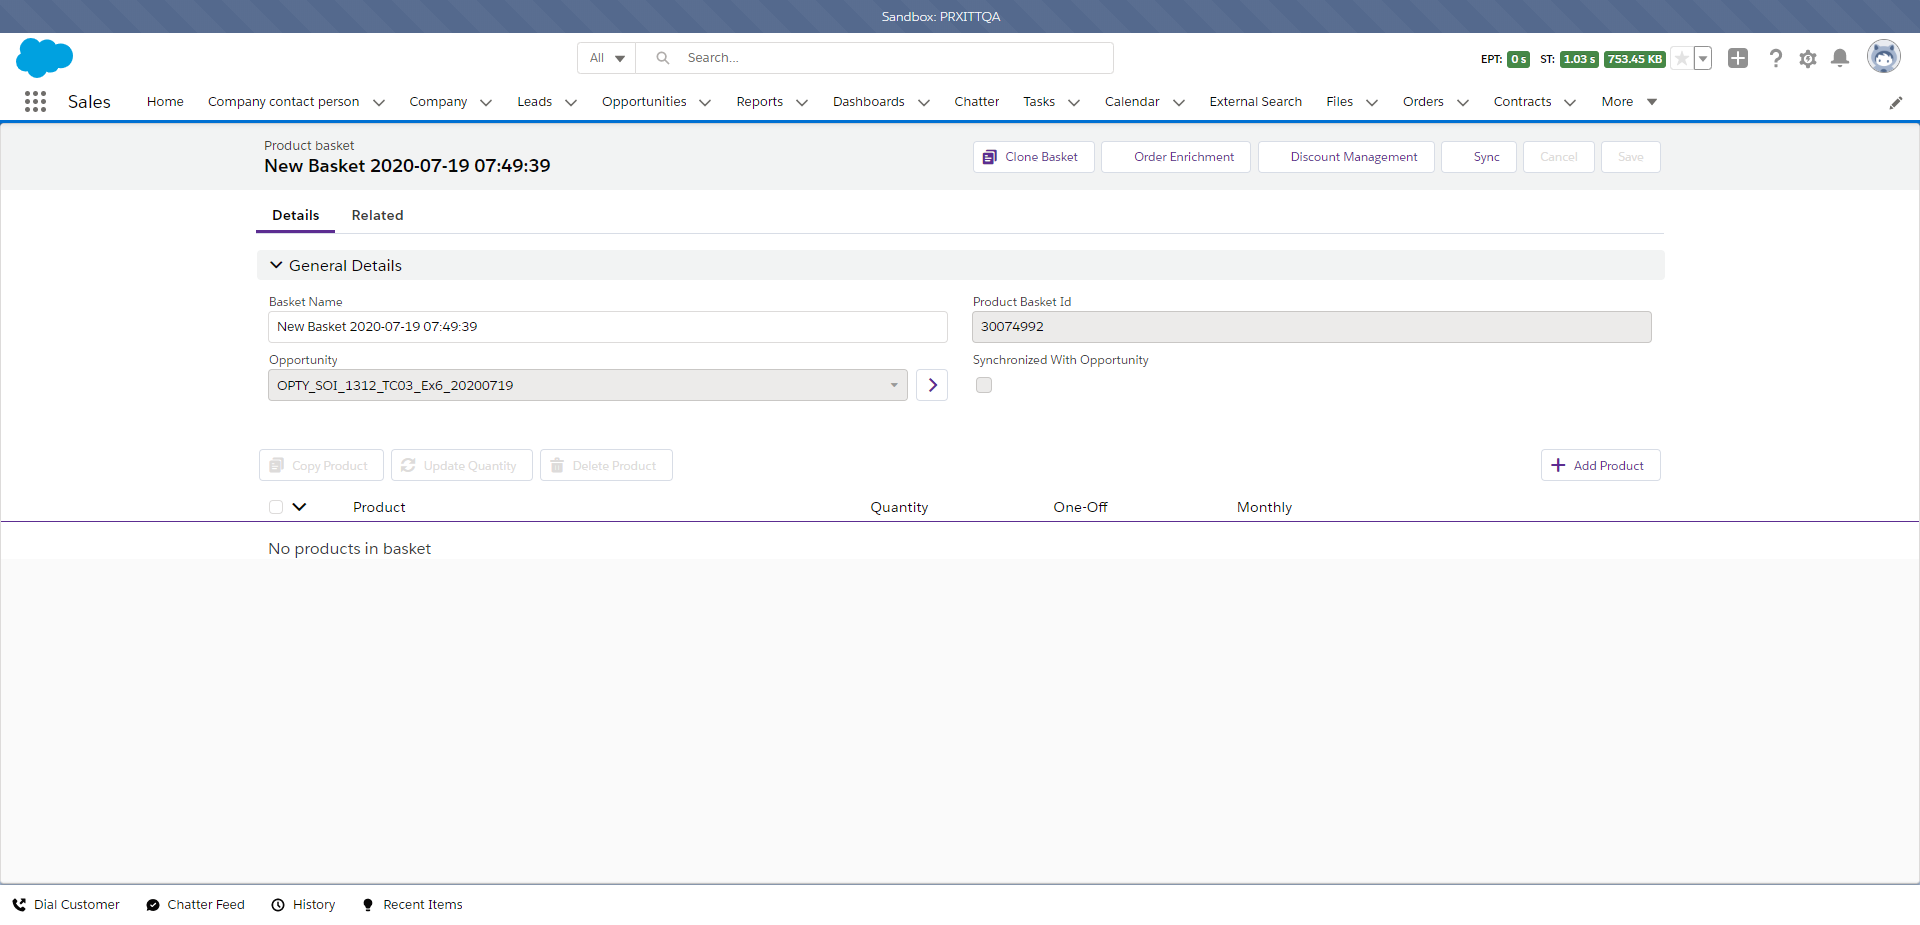 Sandbox: PRXITTQA
All
Search...
EPT: 0 s ST: 1.03 s 753.45 KB
Sales Home Company contact person Company Leads Opportunities Reports Dashboards Chatter Tasks Calendar External Search Files Orders Contracts More
Product basket
New Basket 2020-07-19 07:49:39
Clone Basket Order Enrichment Discount Management Sync Cancel Save
Details Related
General Details
Basket Name
New Basket 2020-07-19 07:49:39
Product Basket Id
30074992
Opportunity
OPTY_SOI_1312_TC03_Ex6_20200719
Synchronized With Opportunity
Copy Product Update Quantity Delete Product Add Product
Product Quantity One-Off Monthly
No products in basket
Dial Customer Chatter Feed History Recent Items